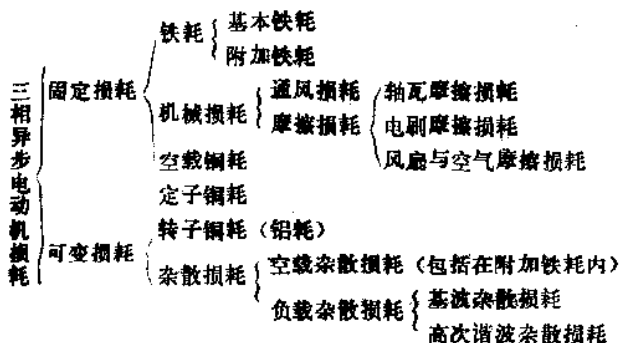 三相异步电动机损耗
固定损耗
铁耗
基本铁耗
附加铁耗
机械损耗
通风损耗
摩擦损耗
轴瓦摩擦损耗
电刷摩擦损耗
风扇与空气摩擦损耗
空载铜耗
可变损耗
定子铜耗
转子铜耗（铝耗）
杂散损耗
空载杂散损耗（包括在附加铁耗内）
负载杂散损耗
基波杂散损耗
高次谐波杂散损耗